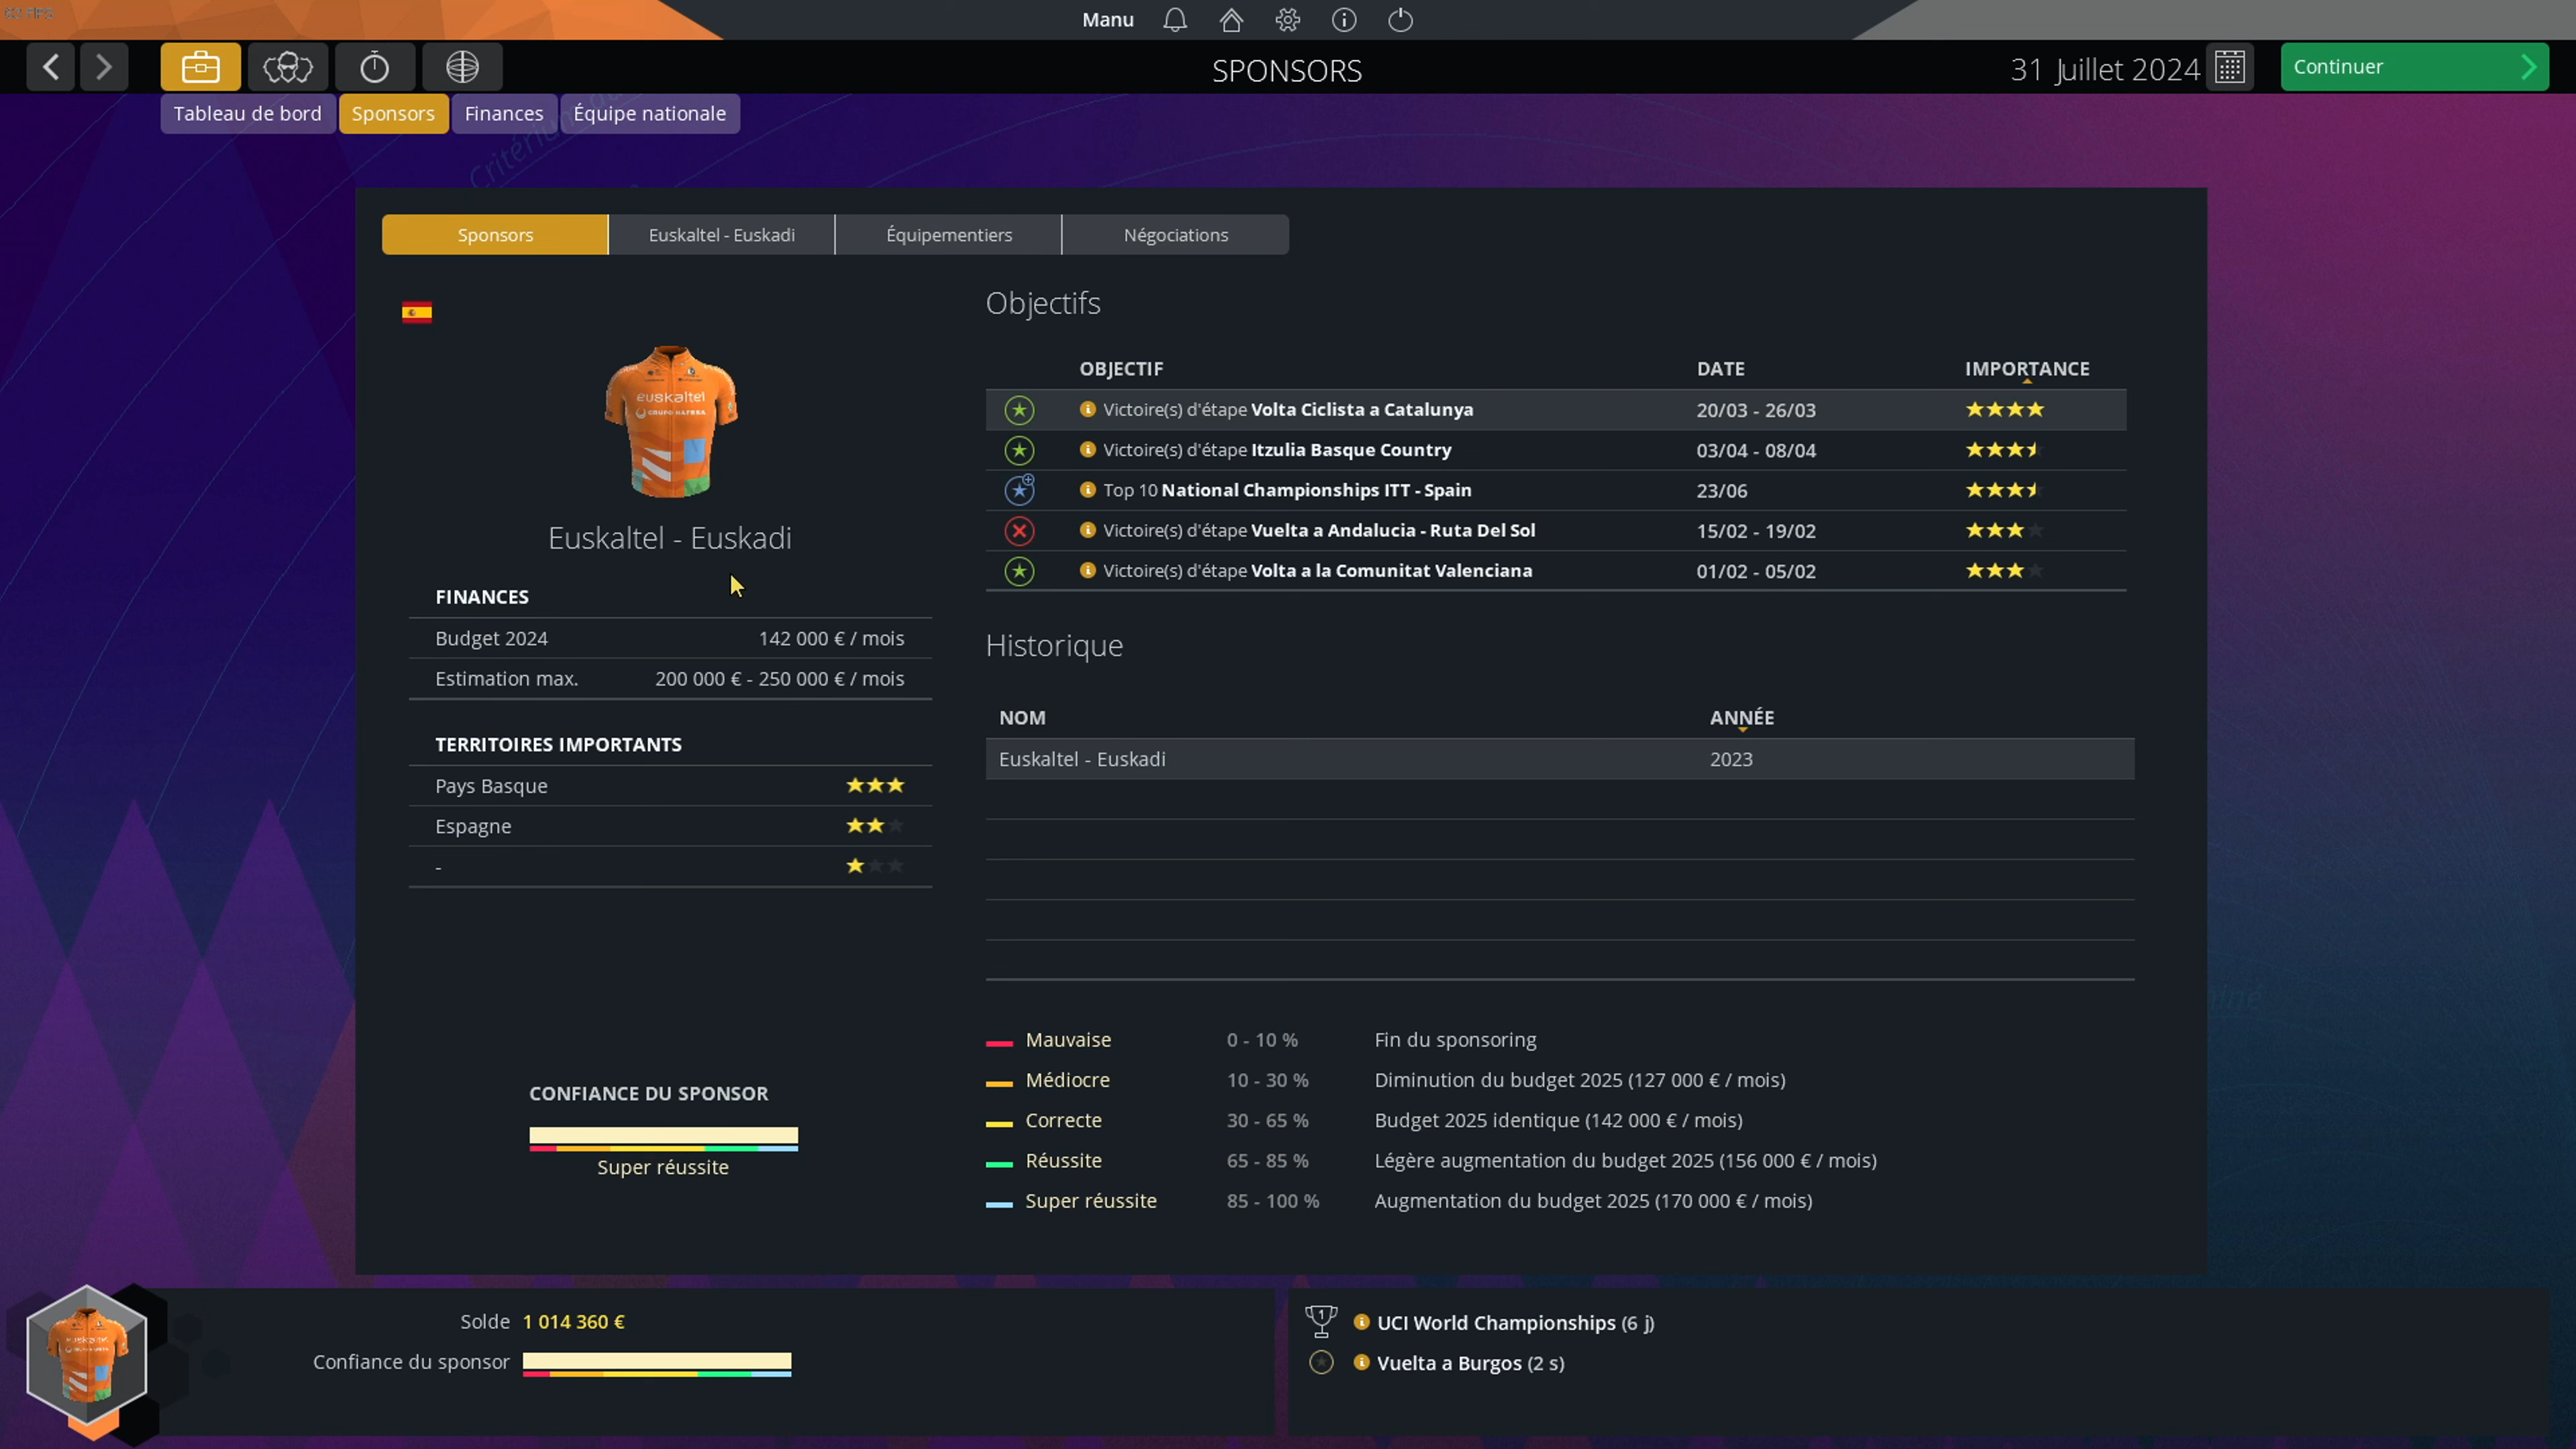 63 FPS
Manu
SPONSORS
31 Juillet 2024
Continuer
Tableau de bord
Sponsors
Finances
Équipe nationale
Sponsors
Euskaltel - Euskadi
Équipementiers
Négociations
euskaltel
Euskaltel - Euskadi
FINANCES
Budget 2024 142 000 € / mois
Estimation max. 200 000 € - 250 000 € / mois
TERRITOIRES IMPORTANTS
Pays Basque
Espagne
-
CONFIANCE DU SPONSOR
Super réussite
Objectifs
OBJECTIF DATE IMPORTANCE
Victoire(s) d'étape Volta Ciclista a Catalunya 20/03 - 26/03
Victoire(s) d'étape Itzulia Basque Country 03/04 - 08/04
Top 10 National Championships ITT - Spain 23/06
Victoire(s) d'étape Vuelta a Andalucia - Ruta Del Sol 15/02 - 19/02
Victoire(s) d'étape Volta a la Comunitat Valenciana 01/02 - 05/02
Historique
NOM ANNÉE
Euskaltel - Euskadi 2023
Mauvaise 0 - 10 % Fin du sponsoring
Médiocre 10 - 30 % Diminution du budget 2025 (127 000 € / mois)
Correcte 30 - 65 % Budget 2025 identique (142 000 € / mois)
Réussite 65 - 85 % Légère augmentation du budget 2025 (156 000 € / mois)
Super réussite 85 - 100 % Augmentation du budget 2025 (170 000 € / mois)
Solde 1 014 360 €
Confiance du sponsor
UCI World Championships (6 j)
Vuelta a Burgos (2 s)